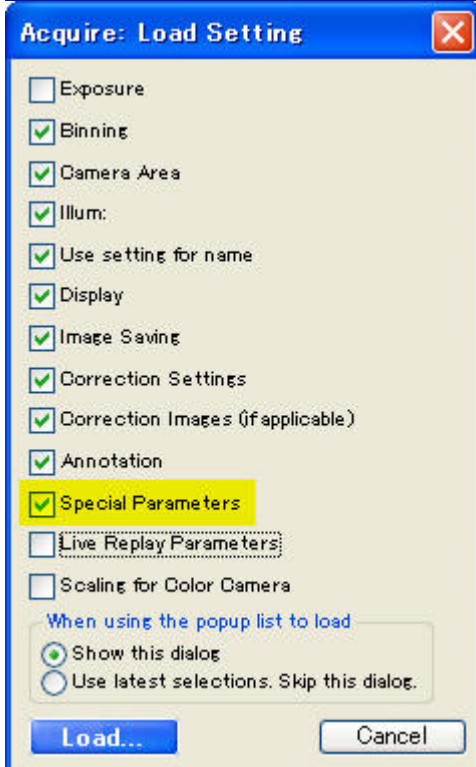 Acquire: Load Setting
Exposure
Binning
Camera Area
Illum:
Use setting for name
Display
Image Saving
Correction Settings
Correction Images (if applicable)
Annotation
Special Parameters
Live Replay Parameters
Scaling for Color Camera
When using the popup list to load
Show this dialog
Use latest selections. Skip this dialog.
Load... Cancel